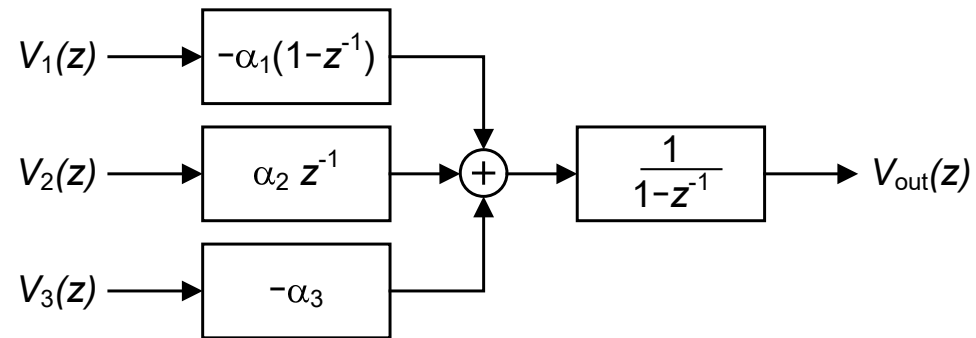 V₁(z)
−α₁(1−z⁻¹)
V₂(z)
α₂ z⁻¹
+
1
1−z⁻¹
Vout(z)
V₃(z)
−α₃